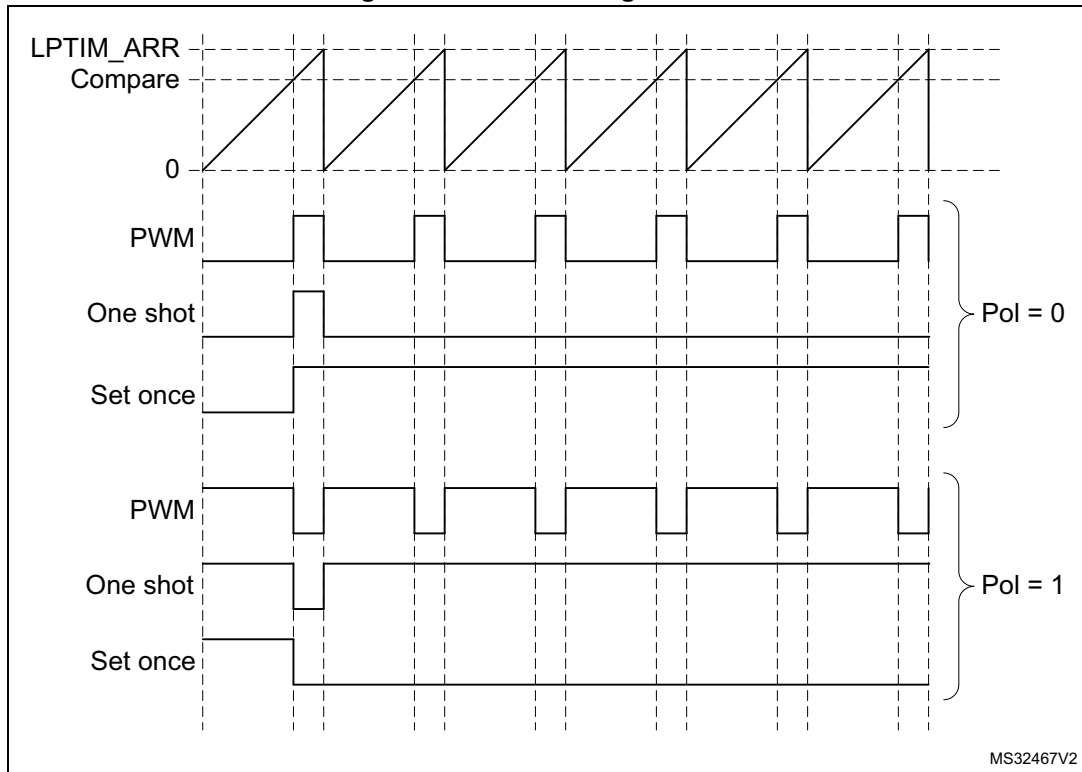 LPTIM_ARR
Compare
0
PWM
One shot
Pol = 0
Set once
PWM
One shot
Pol = 1
Set once
MS32467V2